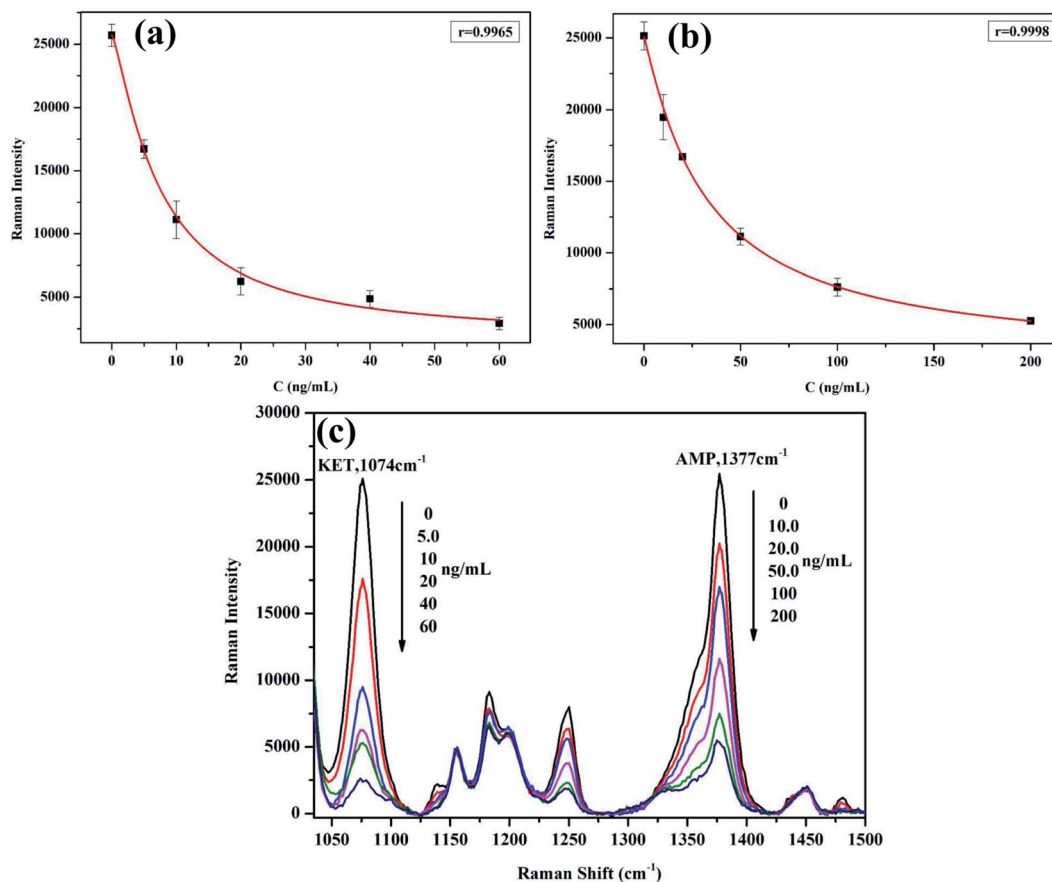 (a)
r=0.9965
25000
20000
15000
10000
5000
Raman Intensity
0 10 20 30 40 50 60
C (ng/mL)
(b)
r=0.9998
25000
20000
15000
10000
5000
Raman Intensity
0 50 100 150 200
C (ng/mL)
(c)
30000
25000
20000
15000
10000
5000
0
Raman Intensity
KET,1074cm⁻¹
0
5.0
10
20
40
60
ng/mL
AMP,1377cm⁻¹
0
10.0
20.0
50.0
100
200
ng/mL
1050 1100 1150 1200 1250 1300 1350 1400 1450 1500
Raman Shift (cm⁻¹)